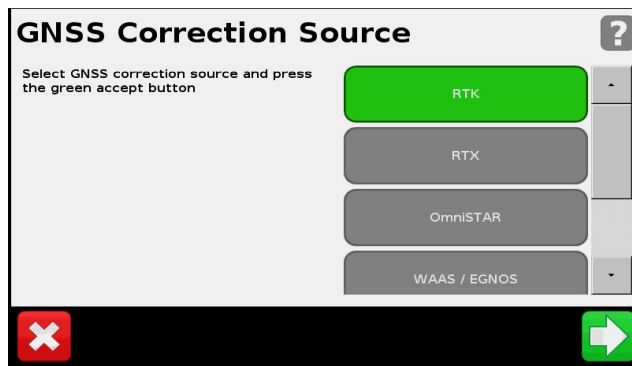 GNSS Correction Source
?
Select GNSS correction source and press
the green accept button
RTK
RTX
OmniSTAR
WAAS / EGNOS